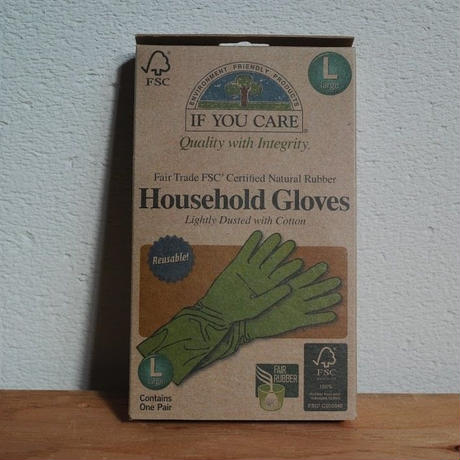 FSC
ENVIRONMENT FRIENDLY PRODUCTS
IF YOU CARE®
Quality with Integrity.
L
large
Fair Trade FSC® Certified Natural Rubber
Household Gloves
Lightly Dusted with Cotton
Reusable!
L
large
Contains
One Pair
FAIR
RUBBER
FSC
100%